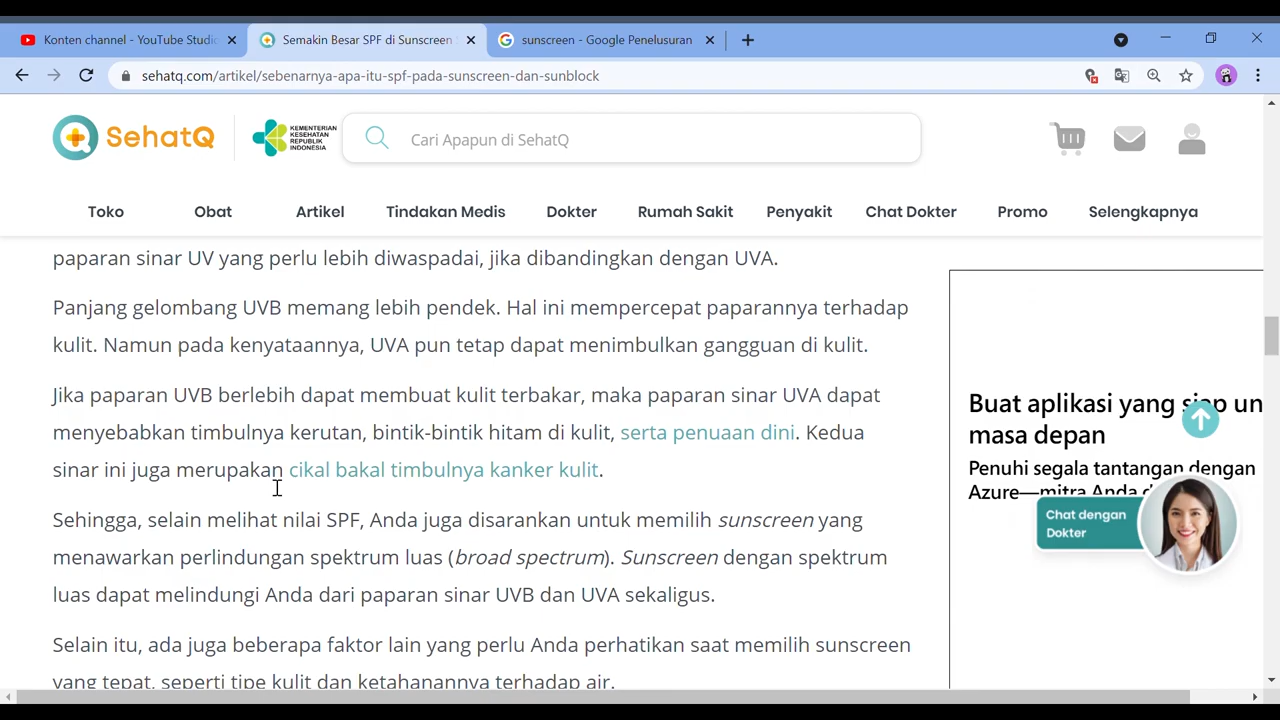 Konten channel - YouTube Studi
Semakin Besar SPF di Sunscreen
sunscreen - Google Penelusuran
sehatq.com/artikel/sebenarnya-apa-itu-spf-pada-sunscreen-dan-sunblock
SehatQ
KEMENTERIAN
KESEHATAN
REPUBLIK
INDONESIA
Cari Apapun di SehatQ
Toko Obat Artikel Tindakan Medis Dokter Rumah Sakit Penyakit Chat Dokter Promo Selengkapnya
paparan sinar UV yang perlu lebih diwaspadai, jika dibandingkan dengan UVA.
Panjang gelombang UVB memang lebih pendek. Hal ini mempercepat paparannya terhadap
kulit. Namun pada kenyataannya, UVA pun tetap dapat menimbulkan gangguan di kulit.
Jika paparan UVB berlebih dapat membuat kulit terbakar, maka paparan sinar UVA dapat
menyebabkan timbulnya kerutan, bintik-bintik hitam di kulit, serta penuaan dini. Kedua
sinar ini juga merupakan cikal bakal timbulnya kanker kulit.
Sehingga, selain melihat nilai SPF, Anda juga disarankan untuk memilih sunscreen yang
menawarkan perlindungan spektrum luas (broad spectrum). Sunscreen dengan spektrum
luas dapat melindungi Anda dari paparan sinar UVB dan UVA sekaligus.
Selain itu, ada juga beberapa faktor lain yang perlu Anda perhatikan saat memilih sunscreen
yang tepat, seperti tipe kulit dan ketahanannya terhadap air.
Buat aplikasi yang siap un
masa depan
Penuhi segala tantangan dengan
Azure—mitra Anda d
Chat dengan
Dokter